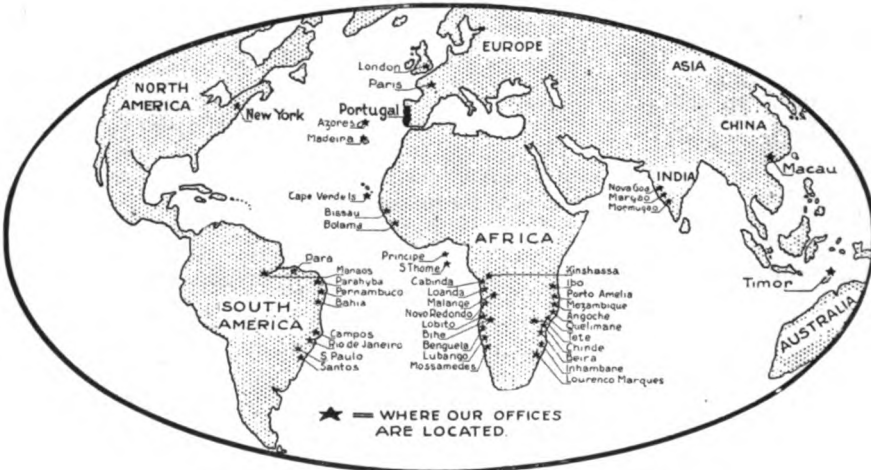 EUROPE
ASIA
London
Paris
NORTH
AMERICA
New York
Portugal
Azores
Madeira
CHINA
Macau
INDIA
Nova Goa
Margao
Mormugao
Cape Verde Is
Bissau
Bolama
AFRICA
Principe
S Thome
Kinshassa
Cabinda
Loanda
Malange
Novo Redondo
Lobito
Bihe
Benguela
Lubango
Mossamedes
Ibo
Porto Amelia
Mozambique
Angoche
Quelimane
Tete
Chinde
Beira
Inhambane
Lourenco Marques
Timor
AUSTRALIA
Pará
Manaos
Parahyba
Pernambuco
Bahia
SOUTH
AMERICA
Campos
Rio de Janeiro
S Paulo
Santos
★ = WHERE OUR OFFICES
ARE LOCATED.